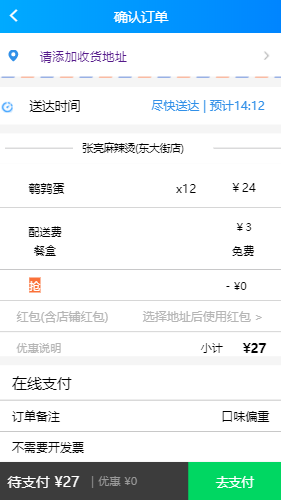 确认订单
请添加收货地址
送达时间 尽快送达 | 预计14:12
张亮麻辣烫(东大街店)
鹌鹑蛋 x12 ¥24
配送费 ¥3
餐盒 免费
抢 - ¥0
红包(含店铺红包) 选择地址后使用红包 >
优惠说明 小计 ¥27
在线支付
订单备注 口味偏重
不需要开发票
待支付 ¥27 | 优惠 ¥0 去支付